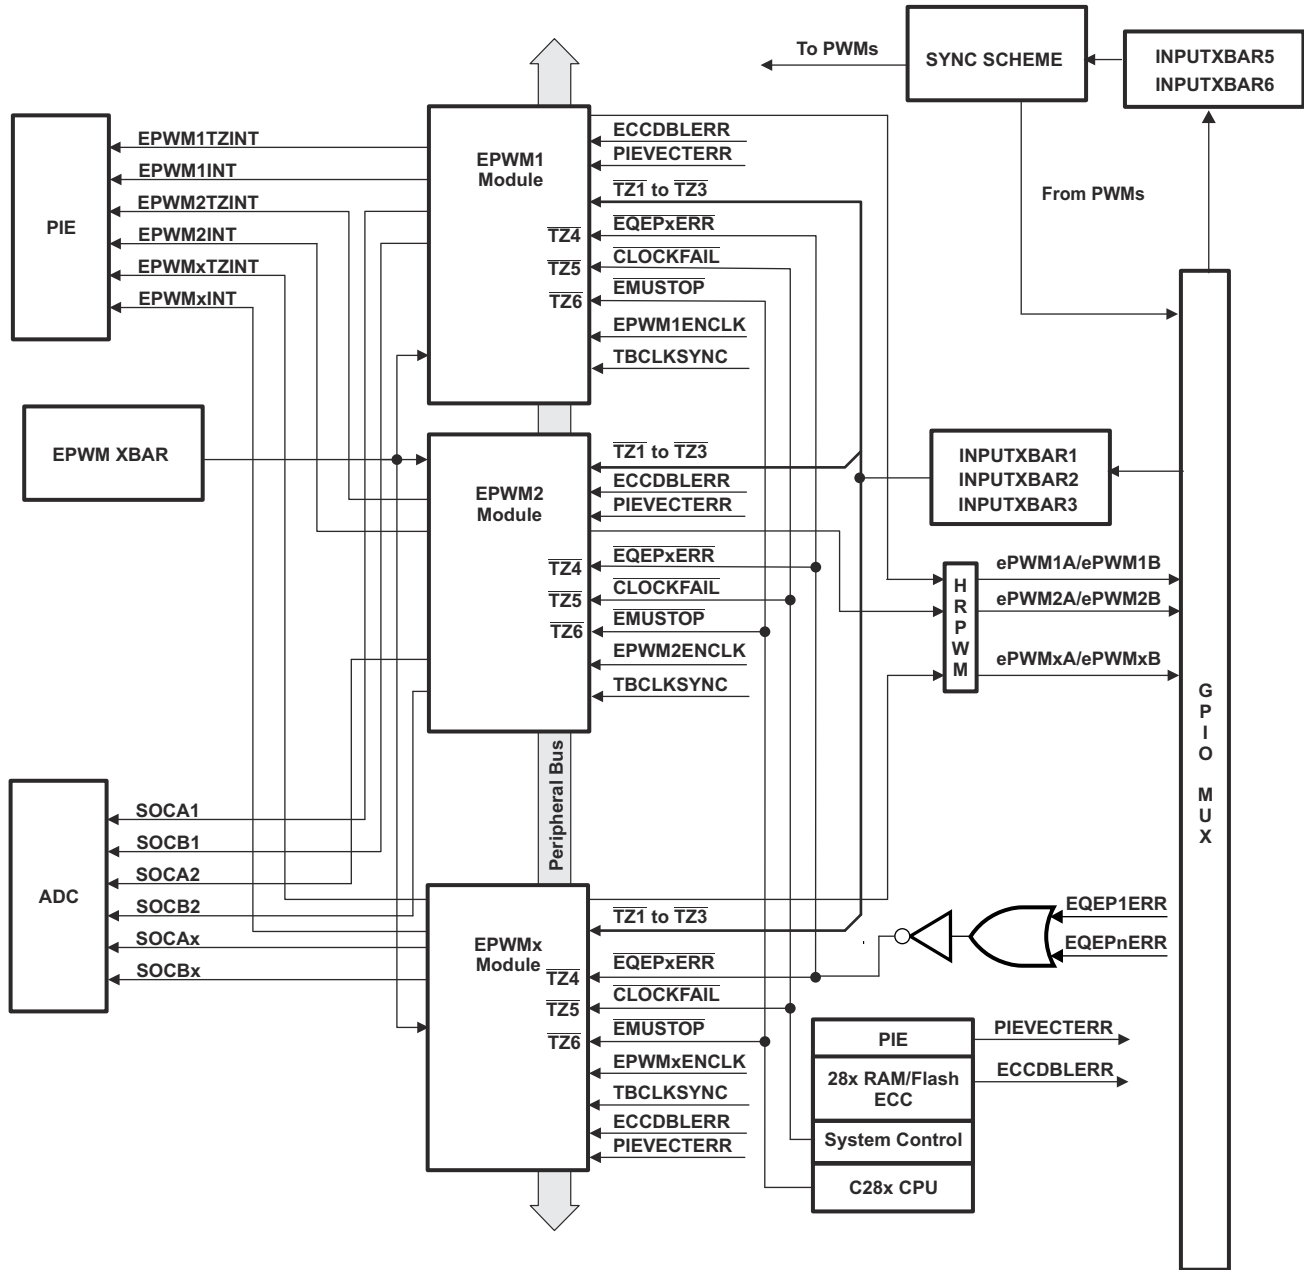 To PWMs
SYNC SCHEME
INPUTXBAR5
INPUTXBAR6
From PWMs
PIE
EPWM1TZINT
EPWM1INT
EPWM2TZINT
EPWM2INT
EPWMxTZINT
EPWMxINT
EPWM1
Module
ECCDBLERR
PIEVECTERR
TZ1 to TZ3
TZ4
EQEPxERR
TZ5
CLOCKFAIL
TZ6
EMUSTOP
EPWM1ENCLK
TBCLKSYNC
EPWM XBAR
EPWM2
Module
TZ1 to TZ3
ECCDBLERR
PIEVECTERR
TZ4
EQEPxERR
TZ5
CLOCKFAIL
TZ6
EMUSTOP
EPWM2ENCLK
TBCLKSYNC
INPUTXBAR1
INPUTXBAR2
INPUTXBAR3
HRPWM
ePWM1A/ePWM1B
ePWM2A/ePWM2B
ePWMxA/ePWMxB
GPIO MUX
Peripheral Bus
ADC
SOCA1
SOCB1
SOCA2
SOCB2
SOCAx
SOCBx
EPWMx
Module
TZ1 to TZ3
TZ4
EQEPxERR
TZ5
CLOCKFAIL
TZ6
EMUSTOP
EPWMxENCLK
TBCLKSYNC
ECCDBLERR
PIEVECTERR
EQEP1ERR
EQEPnERR
PIE
PIEVECTERR
28x RAM/Flash
ECC
ECCDBLERR
System Control
C28x CPU